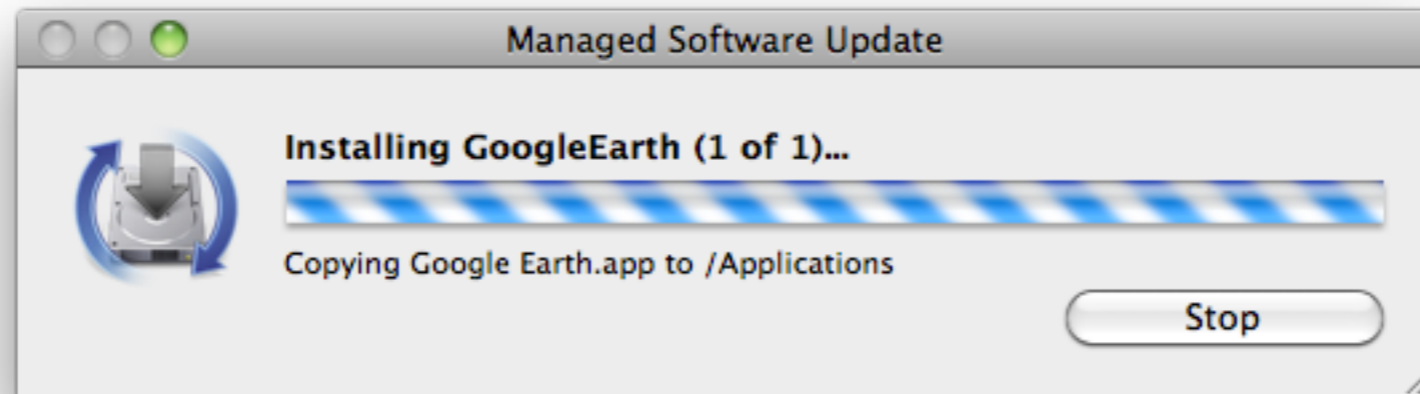 Managed Software Update
Installing GoogleEarth (1 of 1)...
Copying Google Earth.app to /Applications
Stop